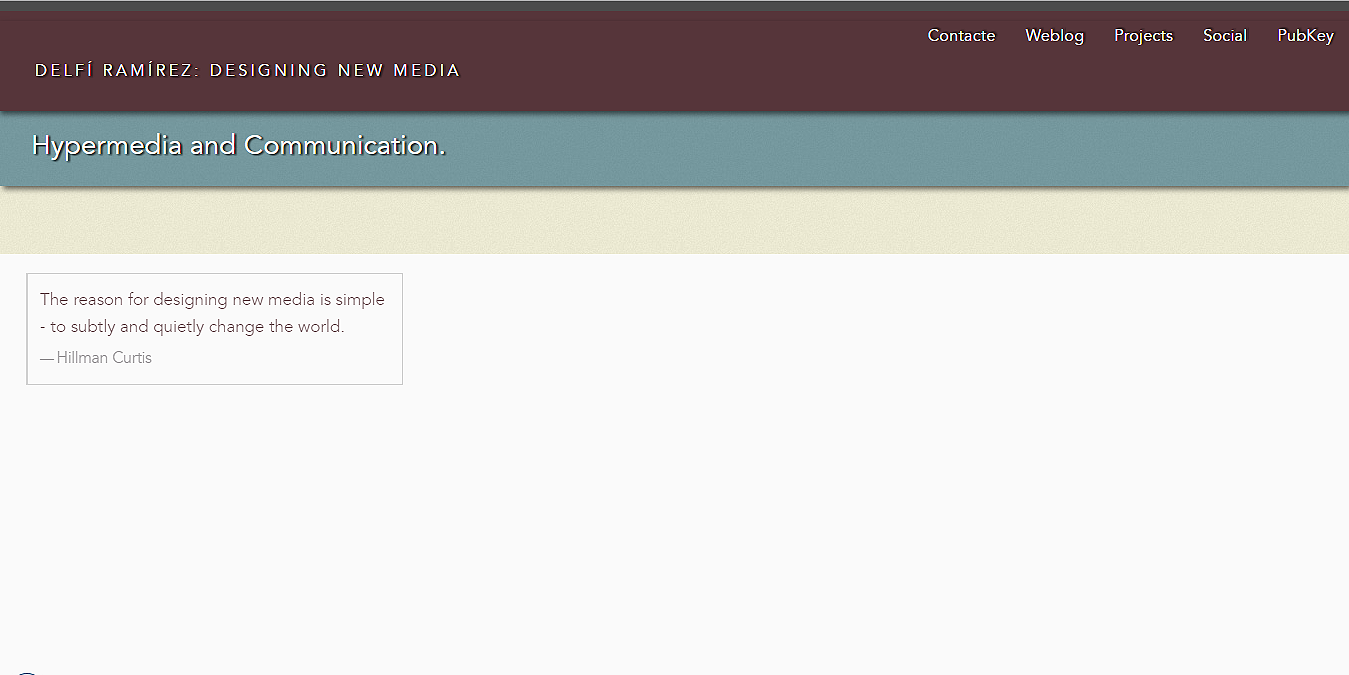 Contacte Weblog Projects Social PubKey
DELFÍ RAMÍREZ: DESIGNING NEW MEDIA
Hypermedia and Communication.
The reason for designing new media is simple
- to subtly and quietly change the world.
— Hillman Curtis